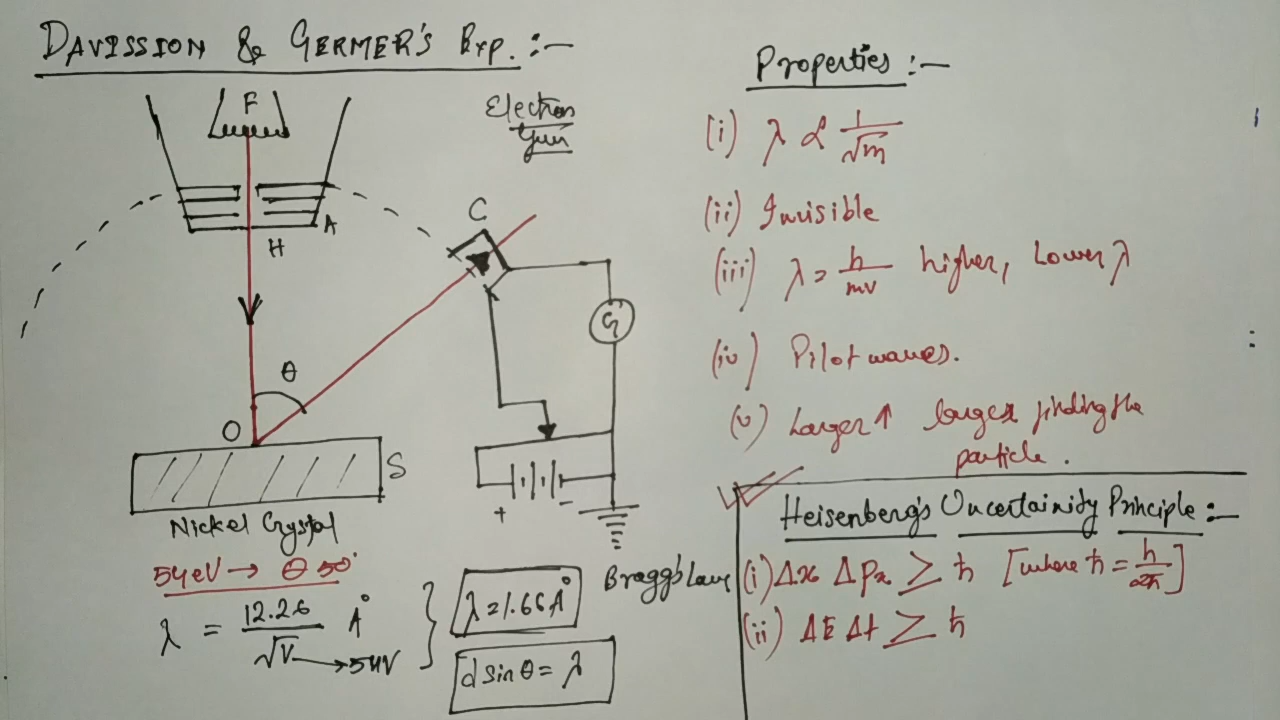 DAVISSION & GERMER'S Exp. :-
F
Electron
Gun
A
H
C
G
θ
O
S
Nickel Crystal
+
-
54eV → θ 50°
λ = 12.26 / √V Å
→ 54V
λ = 1.66 Å
Bragg's Law
d sin θ = λ
Properties :-
(i) λ ∝ 1/√m
(ii) Invisible
(iii) λ = h/mv higher, Lower λ
(iv) Pilot waves.
(v) Larger ↑ larger finding the
particle.
Heisenberg's Uncertainity Principle :-
(i) Δx Δpx ≥ ħ [where ħ = h/2π]
(ii) ΔE Δt ≥ ħ